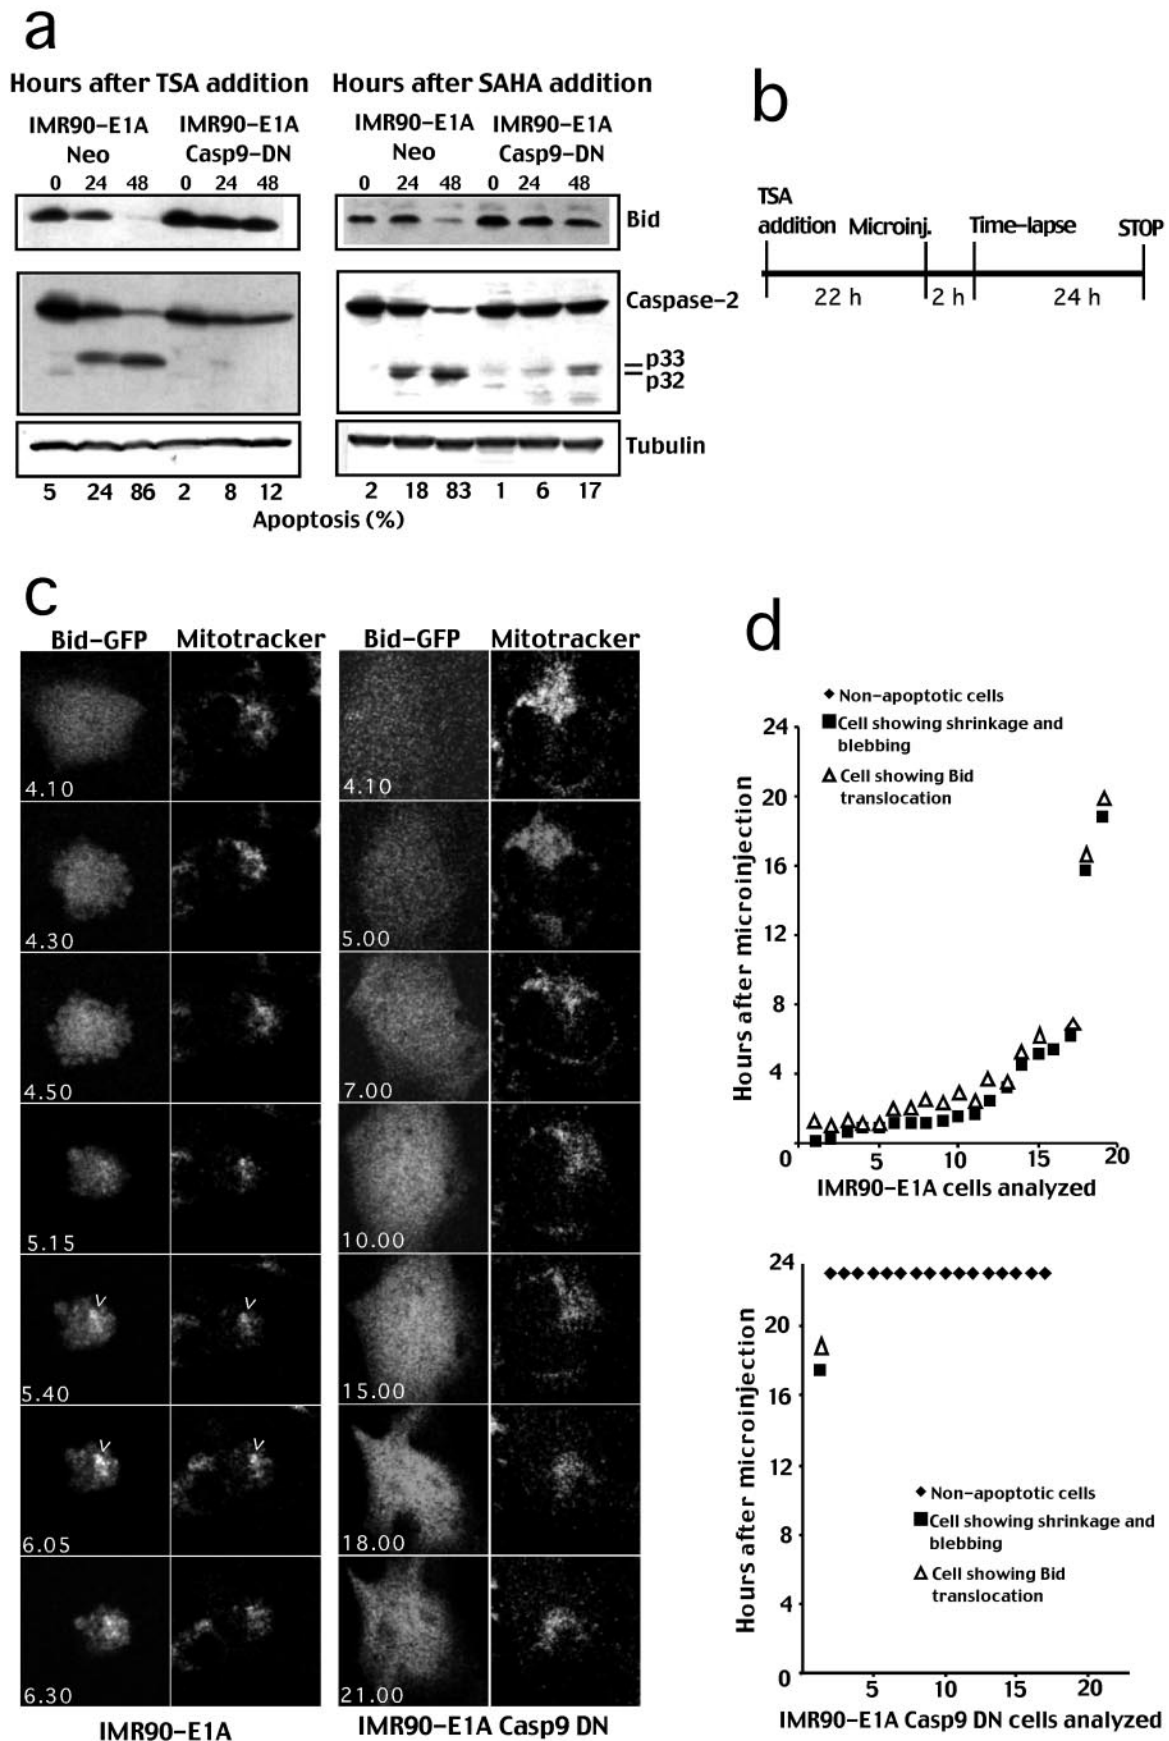 a
Hours after TSA addition
IMR90-E1A
Neo
IMR90-E1A
Casp9-DN
0 24 48 0 24 48
Hours after SAHA addition
IMR90-E1A
Neo
IMR90-E1A
Casp9-DN
0 24 48 0 24 48
Bid
Caspase-2
p33
p32
Tubulin
5 24 86 2 8 12
2 18 83 1 6 17
Apoptosis (%)
b
TSA
addition
Microinj.
Time-lapse
STOP
22 h
2 h
24 h
c
Bid-GFP
Mitotracker
Bid-GFP
Mitotracker
4.10
4.10
4.30
5.00
4.50
7.00
5.15
10.00
5.40
15.00
6.05
18.00
6.30
21.00
IMR90-E1A
IMR90-E1A Casp9 DN
d
Non-apoptotic cells
Cell showing shrinkage and
blebbing
Cell showing Bid
translocation
Hours after microinjection
24
20
16
12
8
4
0
5 10 15 20
IMR90-E1A cells analyzed
Hours after microinjection
24
20
16
12
8
4
0
Non-apoptotic cells
Cell showing shrinkage and
blebbing
Cell showing Bid
translocation
5 10 15 20
IMR90-E1A Casp9 DN cells analyzed